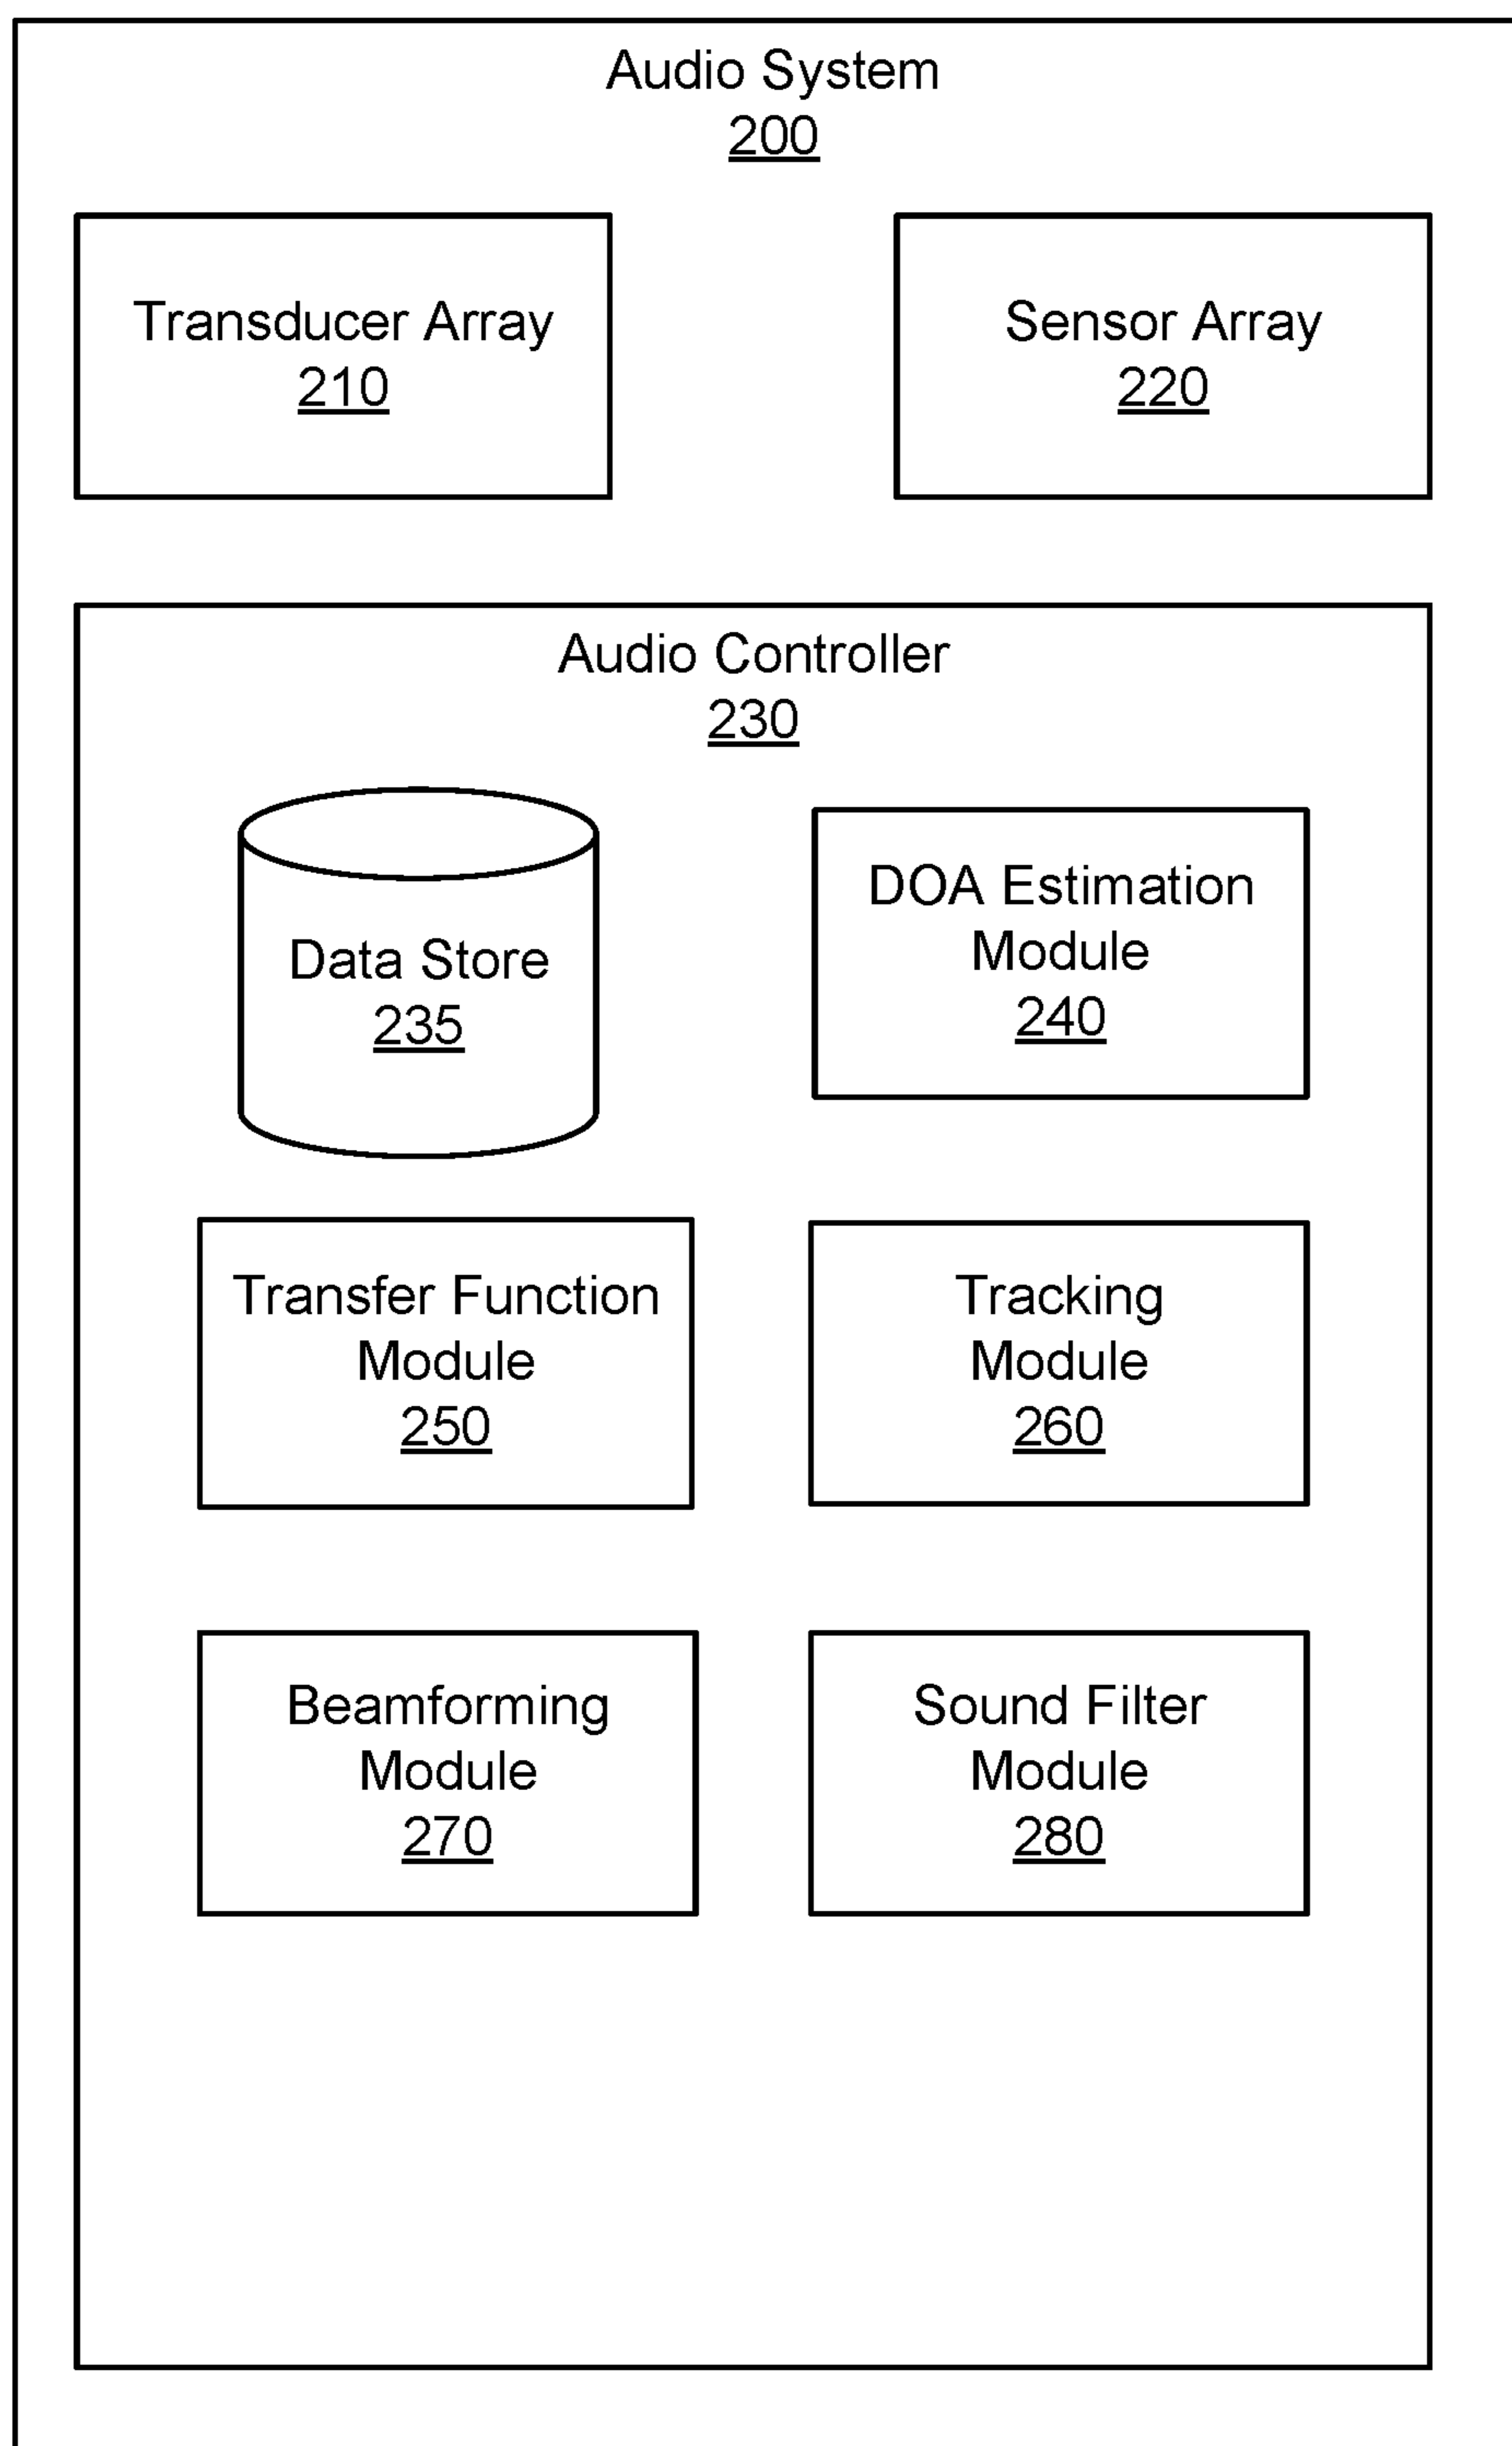 Audio System
200
Transducer Array
210
Sensor Array
220
Audio Controller
230
Data Store
235
DOA Estimation
Module
240
Transfer Function
Module
250
Tracking
Module
260
Beamforming
Module
270
Sound Filter
Module
280